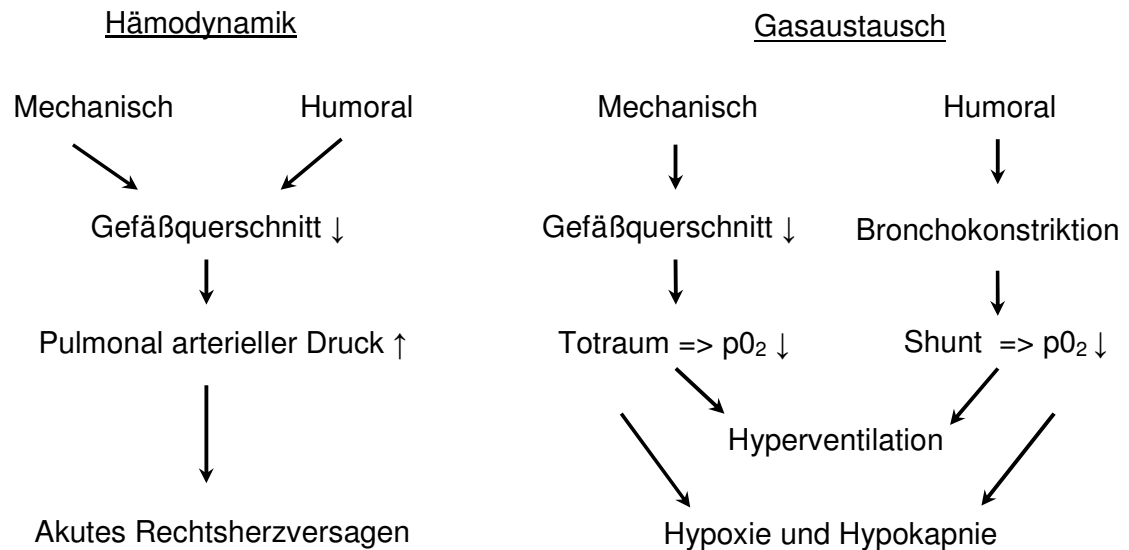 Hämodynamik
Mechanisch Humoral
Gefäßquerschnitt ↓
Pulmonal arterieller Druck ↑
Akutes Rechtsherzversagen
Gasaustausch
Mechanisch Humoral
Gefäßquerschnitt ↓ Bronchokonstriktion
Totraum => p0₂ ↓ Shunt => p0₂ ↓
Hyperventilation
Hypoxie und Hypokapnie